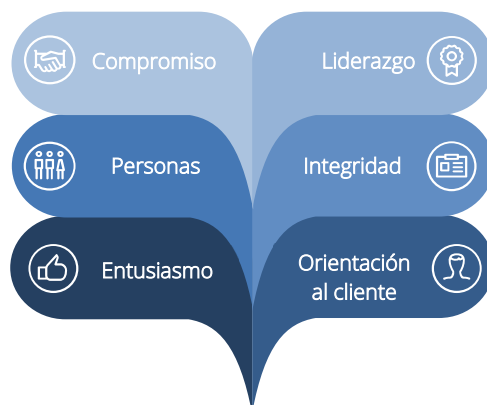 Compromiso
Liderazgo
Personas
Integridad
Entusiasmo
Orientación
al cliente